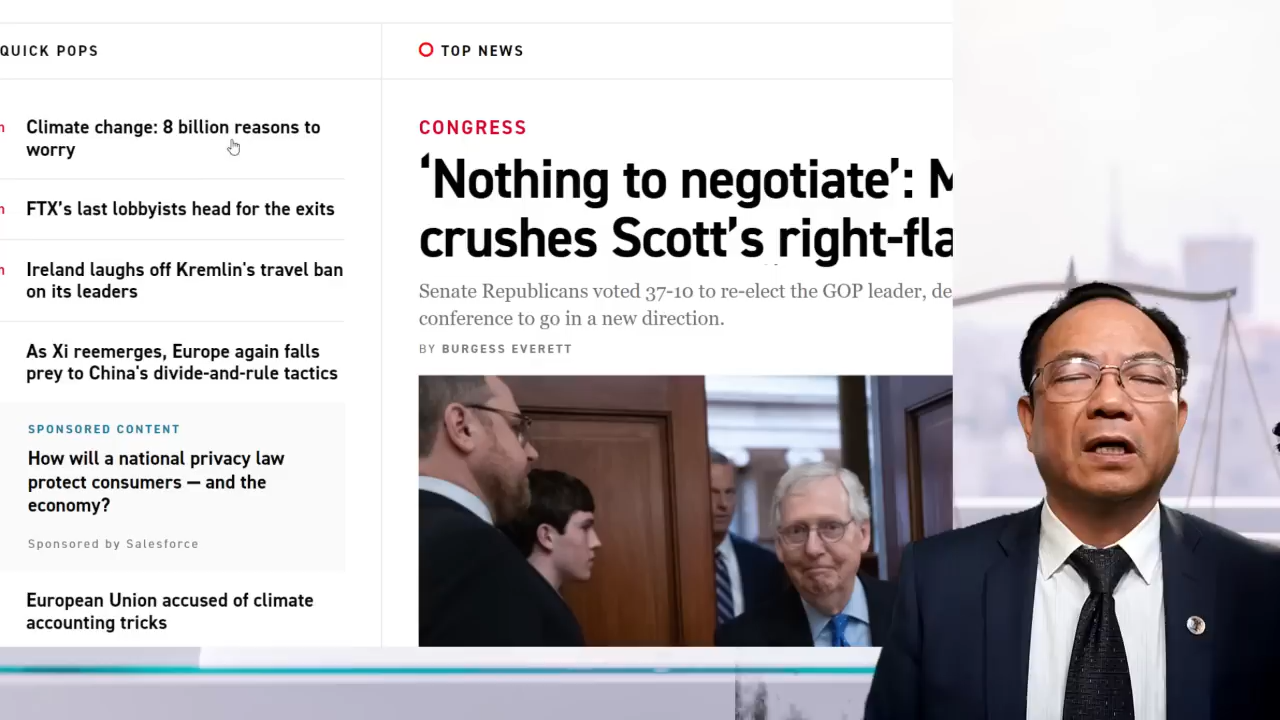 QUICK POPS
Climate change: 8 billion reasons to
worry
FTX’s last lobbyists head for the exits
Ireland laughs off Kremlin's travel ban
on its leaders
As Xi reemerges, Europe again falls
prey to China's divide-and-rule tactics
SPONSORED CONTENT
How will a national privacy law
protect consumers — and the
economy?
Sponsored by Salesforce
European Union accused of climate
accounting tricks
TOP NEWS
CONGRESS
‘Nothing to negotiate’: M
crushes Scott’s right-fla
Senate Republicans voted 37-10 to re-elect the GOP leader, de
conference to go in a new direction.
BY BURGESS EVERETT